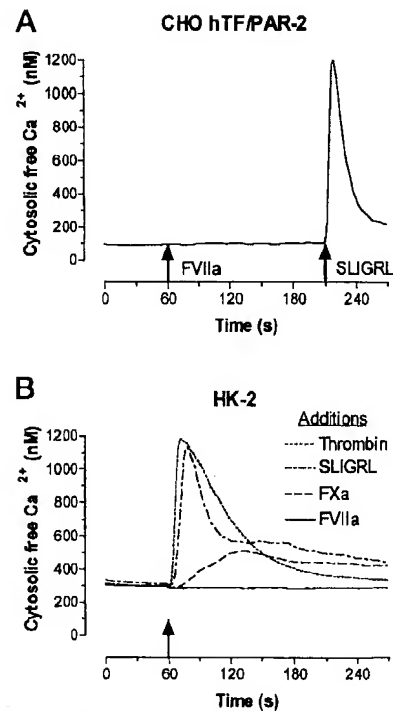 A
CHO hTF/PAR-2
Cytosolic free Ca 2+ (nM)
1200
1000
800
600
400
200
0
FVIIa
SLIGRL
0 60 120 180 240
Time (s)
B
HK-2
Cytosolic free Ca 2+ (nM)
1200
1000
800
600
400
200
0
Additions
Thrombin
SLIGRL
FXa
FVIIa
0 60 120 180 240
Time (s)